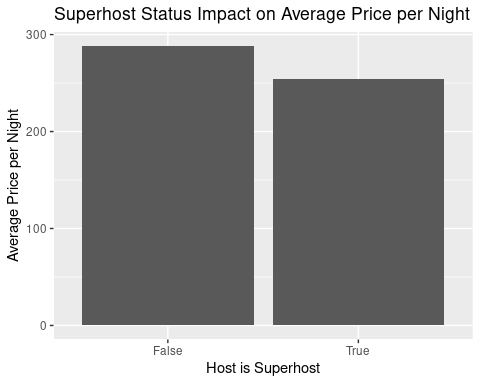 Superhost Status Impact on Average Price per Night
Average Price per Night
300
200
100
0
False
True
Host is Superhost